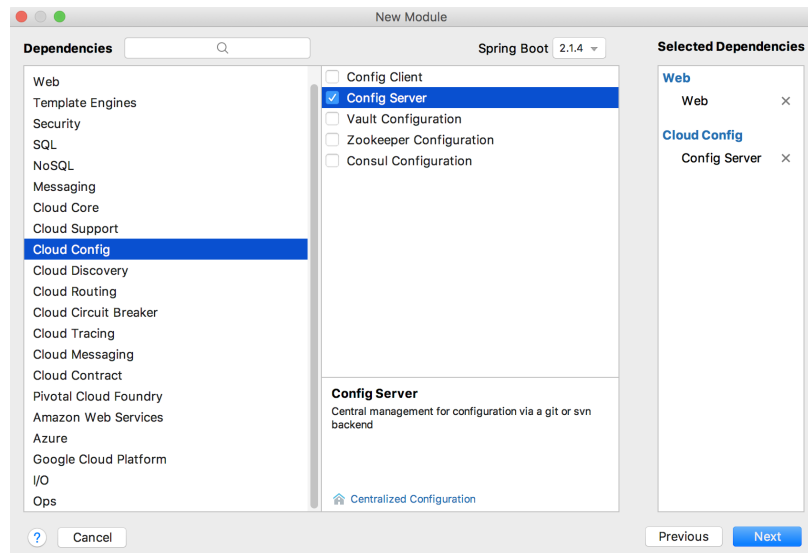 New Module
Dependencies
Spring Boot 2.1.4
Selected Dependencies
Web
Template Engines
Security
SQL
NoSQL
Messaging
Cloud Core
Cloud Support
Cloud Config
Cloud Discovery
Cloud Routing
Cloud Circuit Breaker
Cloud Tracing
Cloud Messaging
Cloud Contract
Pivotal Cloud Foundry
Amazon Web Services
Azure
Google Cloud Platform
I/O
Ops
Config Client
Config Server
Vault Configuration
Zookeeper Configuration
Consul Configuration
Config Server
Central management for configuration via a git or svn
backend
Centralized Configuration
Web
Web
Cloud Config
Config Server
?
Cancel
Previous
Next